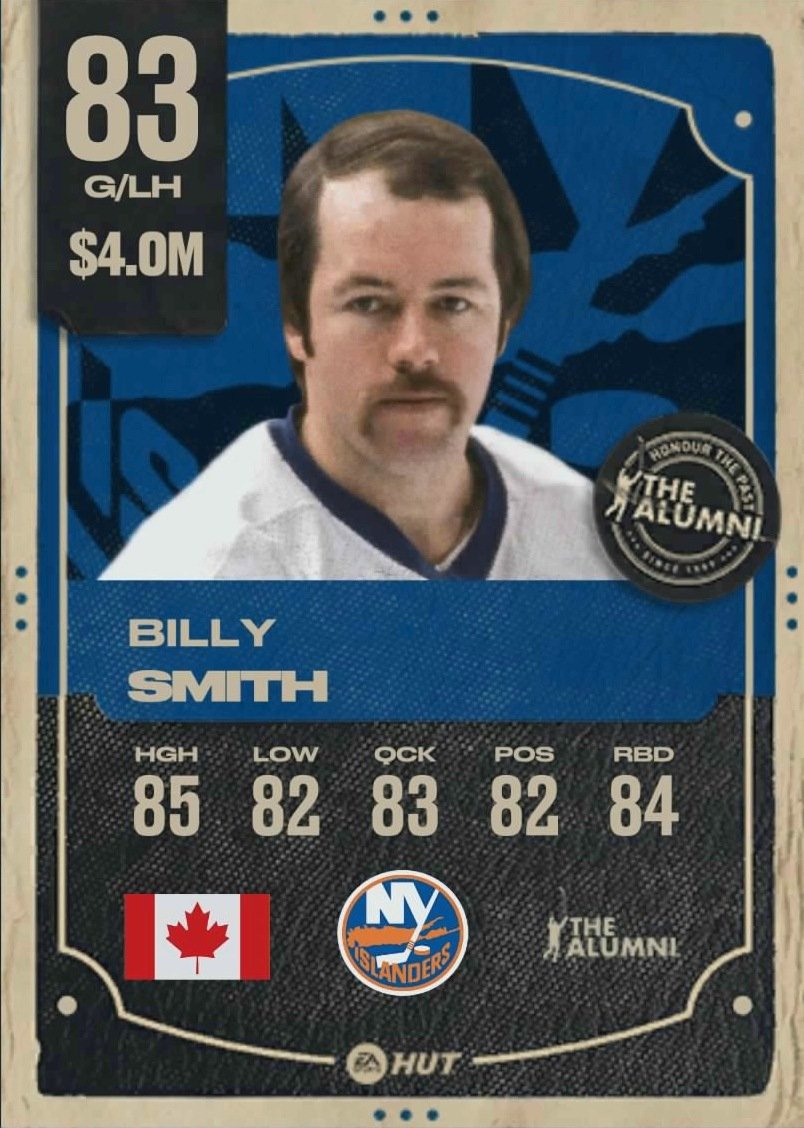 83
G/LH
$4.0M
HONOUR THE PAST
THE
ALUMNI
BILLY
SMITH
HGH LOW QCK POS RBD
85 82 83 82 84
NY
ISLANDERS
THE
ALUMNI
EA
HUT